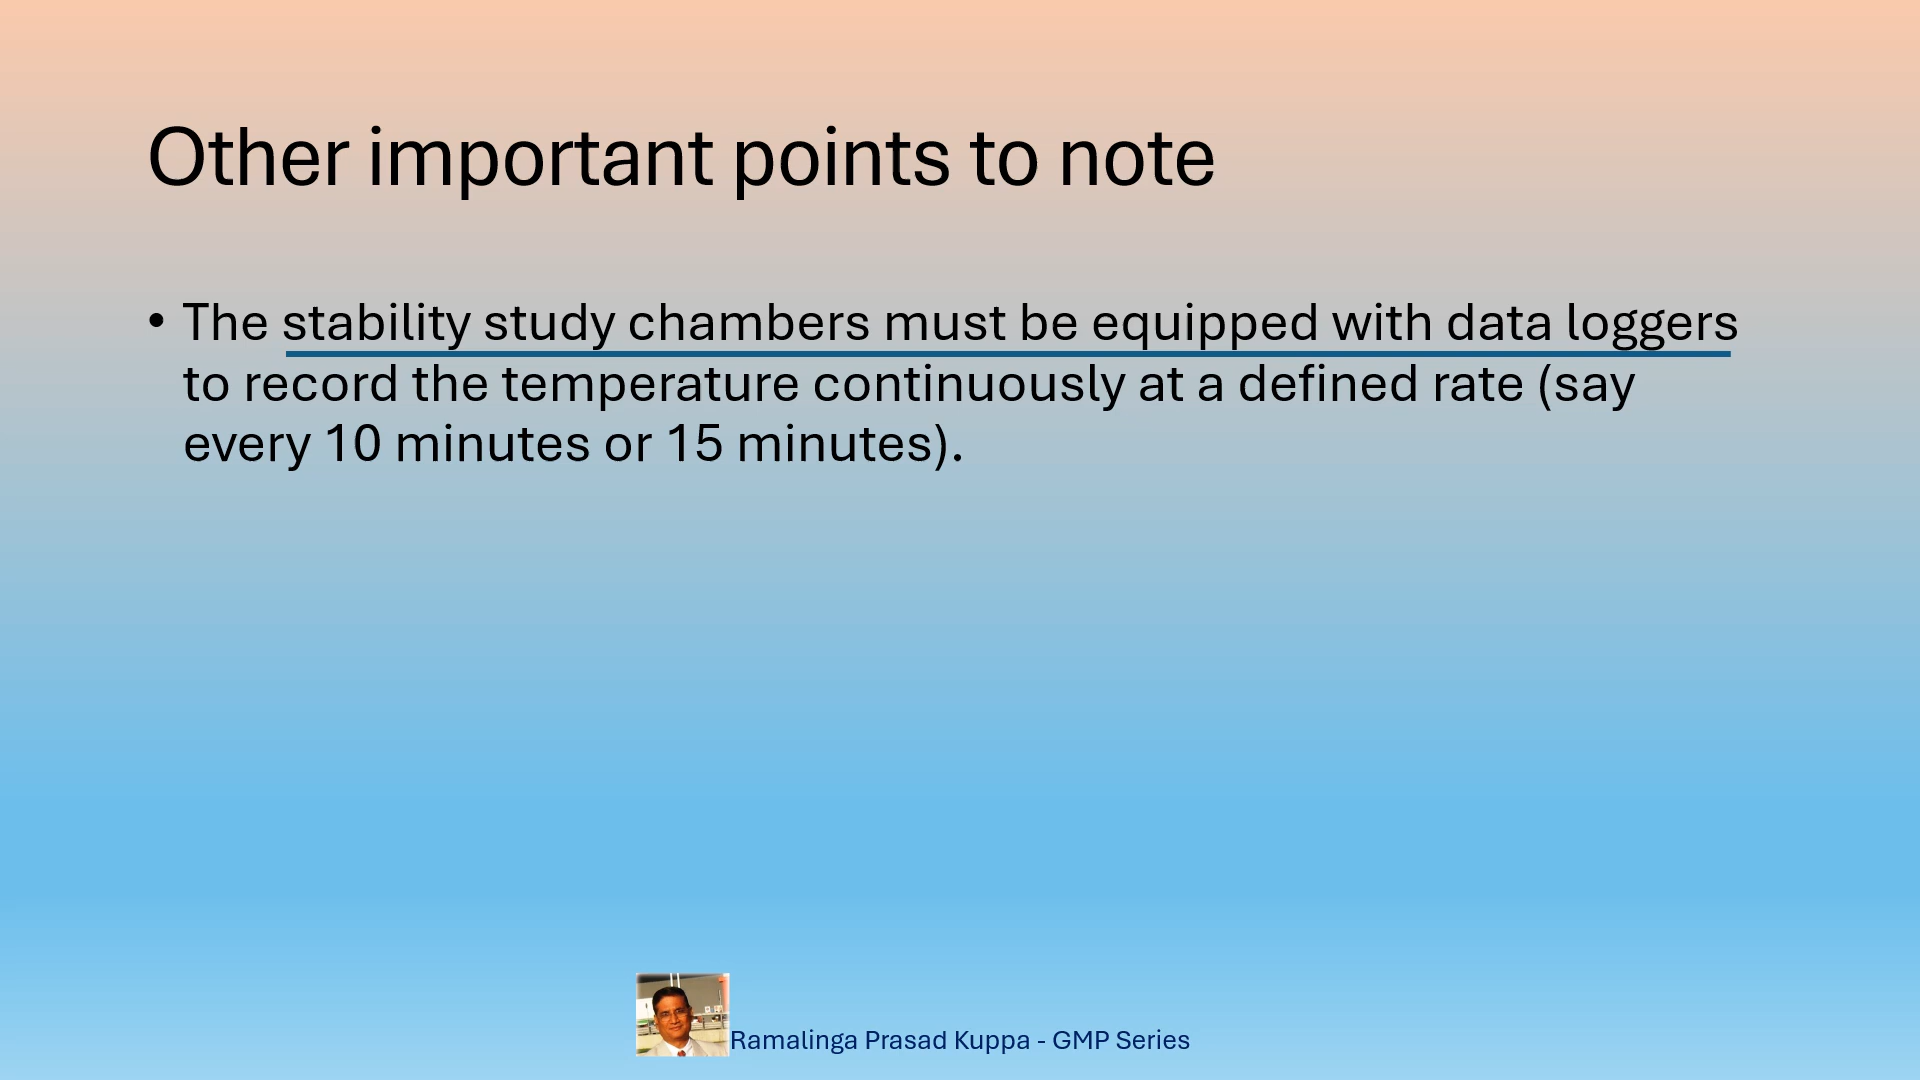 Other important points to note
• The stability study chambers must be equipped with data loggers
to record the temperature continuously at a defined rate (say
every 10 minutes or 15 minutes).
Ramalinga Prasad Kuppa - GMP Series